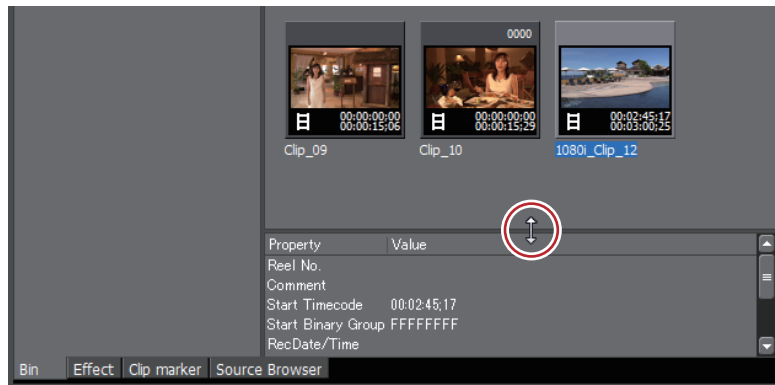 0000
00:00:00;00
00:00:15;06
00:00:00;00
00:00:15;29
00:02:45;17
00:03:00;25
Clip_09
Clip_10
1080i_Clip_12
Property Value
Reel No.
Comment
Start Timecode 00:02:45;17
Start Binary Group FFFFFFFF
RecDate/Time
Bin Effect Clip marker Source Browser